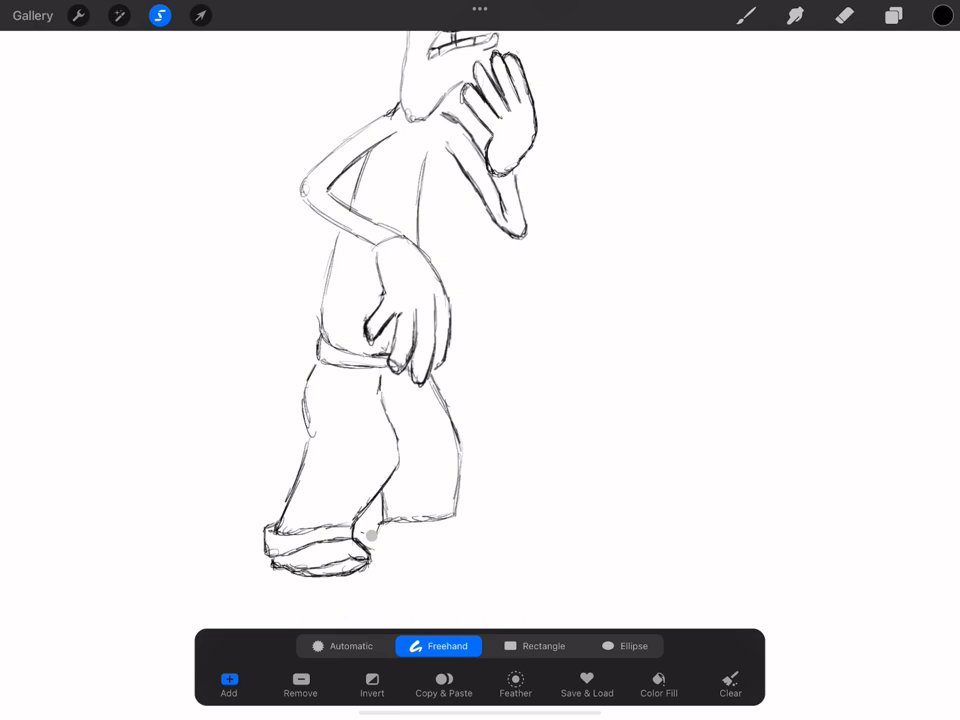 Gallery
Automatic Freehand Rectangle Ellipse
Add Remove Invert Copy & Paste Feather Save & Load Color Fill Clear